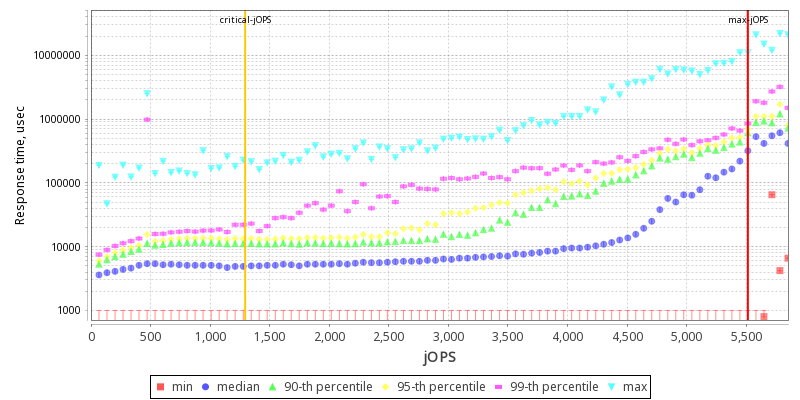 critical-jOPS
max-jOPS
Response time, usec
10000000
1000000
100000
10000
1000
0
500
1,000
1,500
2,000
2,500
3,000
3,500
4,000
4,500
5,000
5,500
jOPS
min
median
90-th percentile
95-th percentile
99-th percentile
max